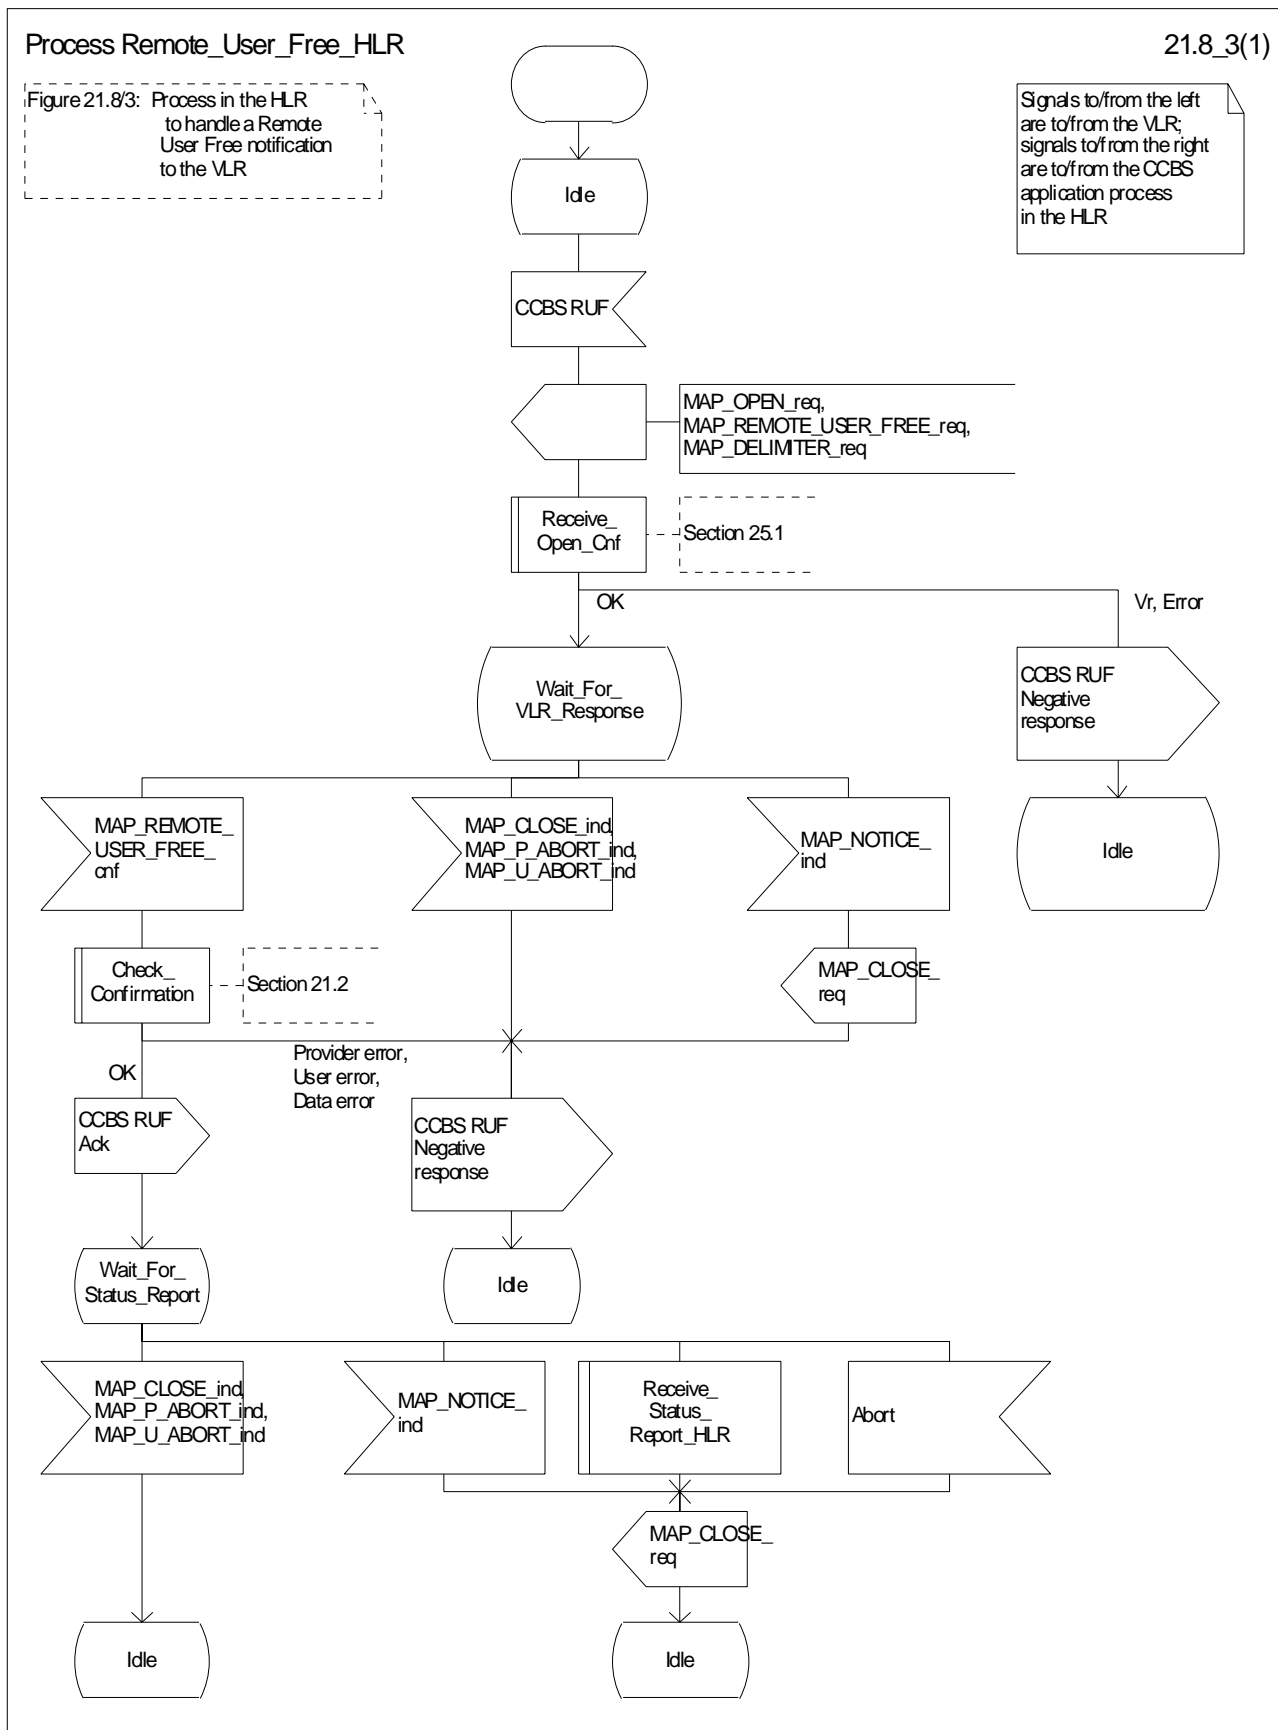 Process Remote_User_Free_HLR
21.8_3(1)
Figure 21.8/3: Process in the HLR
to handle a Remote
User Free notification
to the VLR
Signals to/from the left
are to/from the VLR;
signals to/from the right
are to/from the CCBS
application process
in the HLR
Idle
CCBS RUF
MAP_OPEN_req,
MAP_REMOTE_USER_FREE_req,
MAP_DELIMITER_req
Receive_
Open_Cnf
Section 25.1
OK
Vr, Error
Wait_For_
VLR_Response
CCBS RUF
Negative
response
MAP_REMOTE_
USER_FREE_
cnf
MAP_CLOSE_ind,
MAP_P_ABORT_ind,
MAP_U_ABORT_ind
MAP_NOTICE_
ind
Idle
Check_
Confirmation
Section 21.2
MAP_CLOSE_
req
Provider error,
User error,
Data error
OK
CCBS RUF
Ack
CCBS RUF
Negative
response
Wait_For_
Status_Report
Idle
MAP_CLOSE_ind,
MAP_P_ABORT_ind,
MAP_U_ABORT_ind
MAP_NOTICE_
ind
Receive_
Status_
Report_HLR
Abort
MAP_CLOSE_
req
Idle
Idle